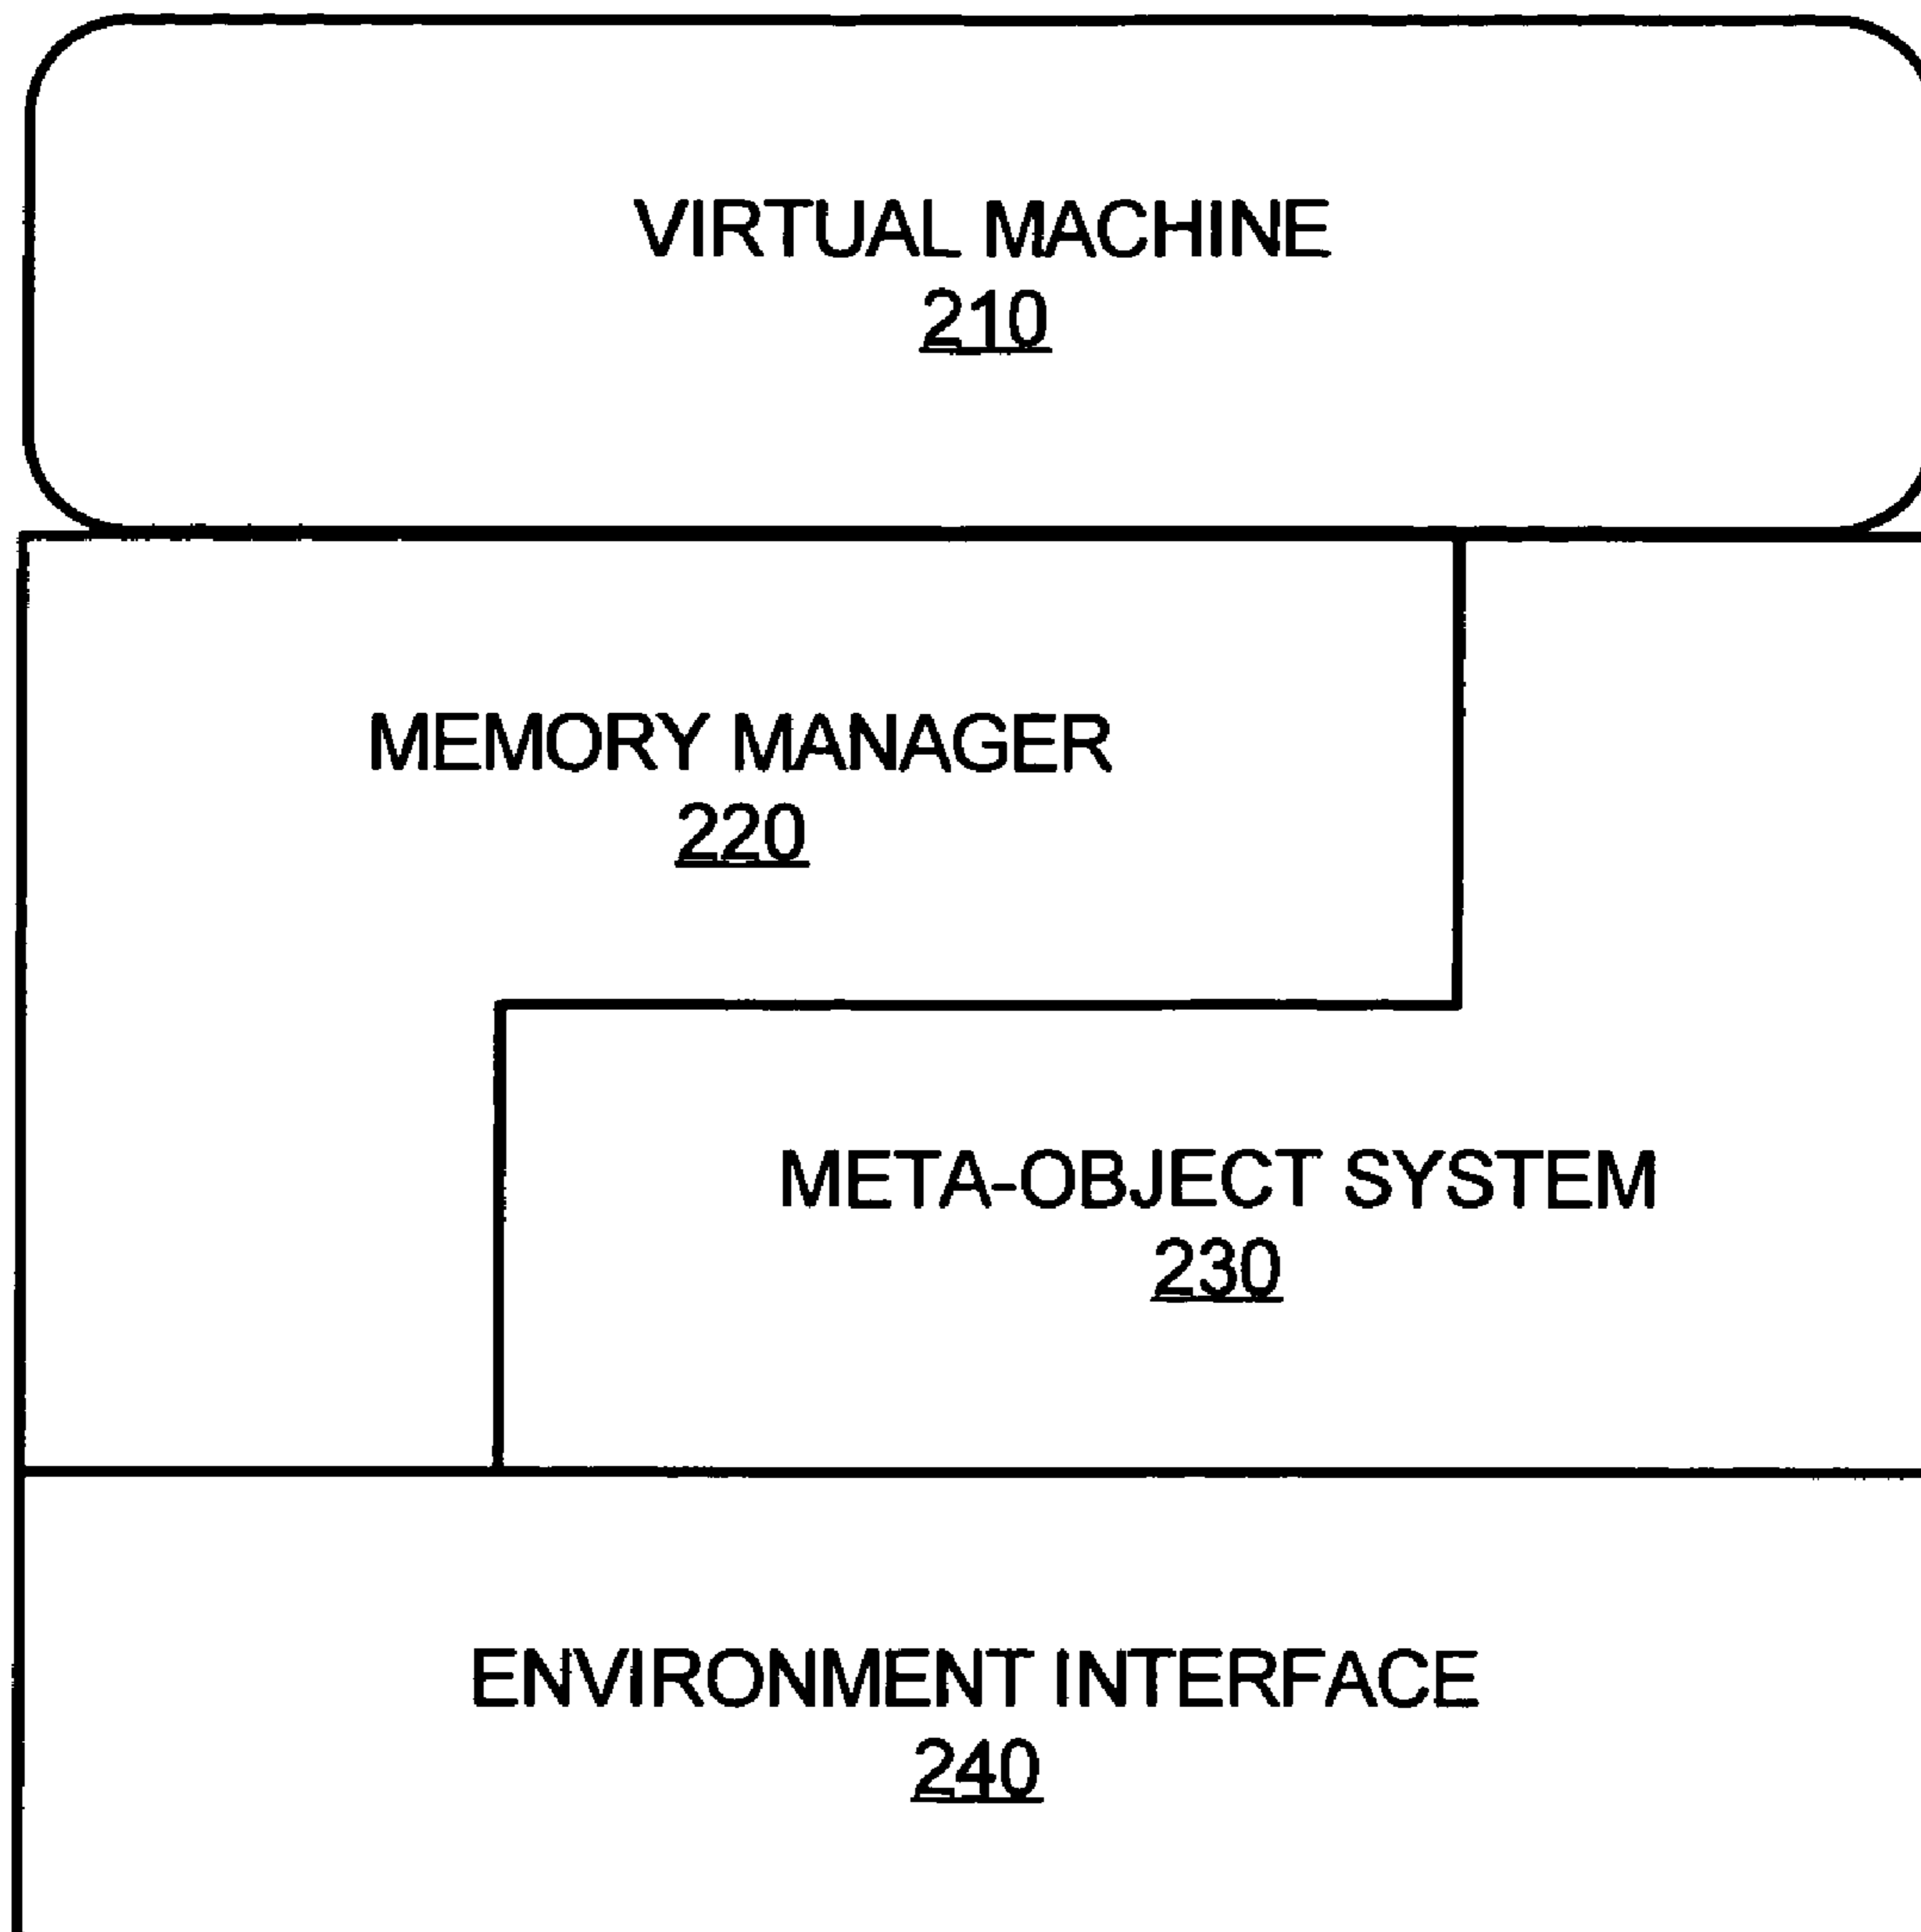 VIRTUAL MACHINE
210
MEMORY MANAGER
220
META-OBJECT SYSTEM
230
ENVIRONMENT INTERFACE
240